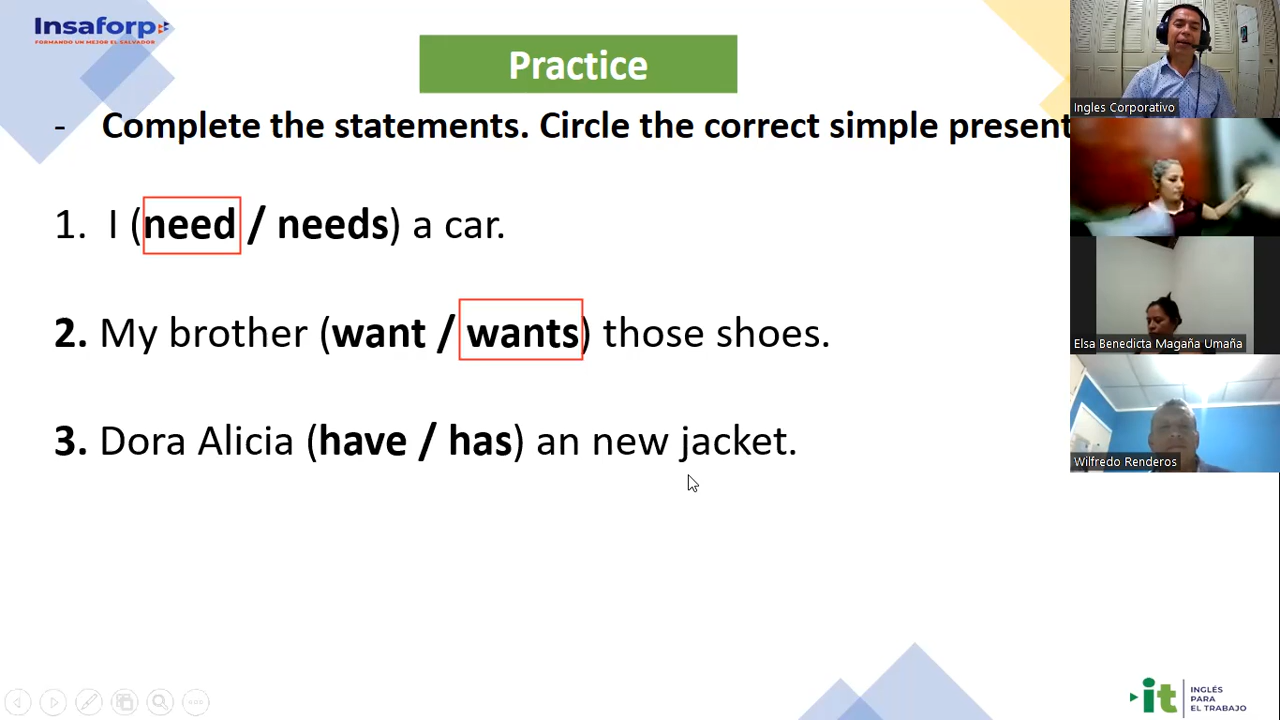 Insaforp
FORMANDO UN MEJOR EL SALVADOR
Practice
- Complete the statements. Circle the correct simple present
1. I (need / needs) a car.
2. My brother (want / wants) those shoes.
3. Dora Alicia (have / has) an new jacket.
Ingles Corporativo
Elsa Benedicta Magaña Umaña
Wilfredo Renderos
it INGLÉS
PARA
EL TRABAJO